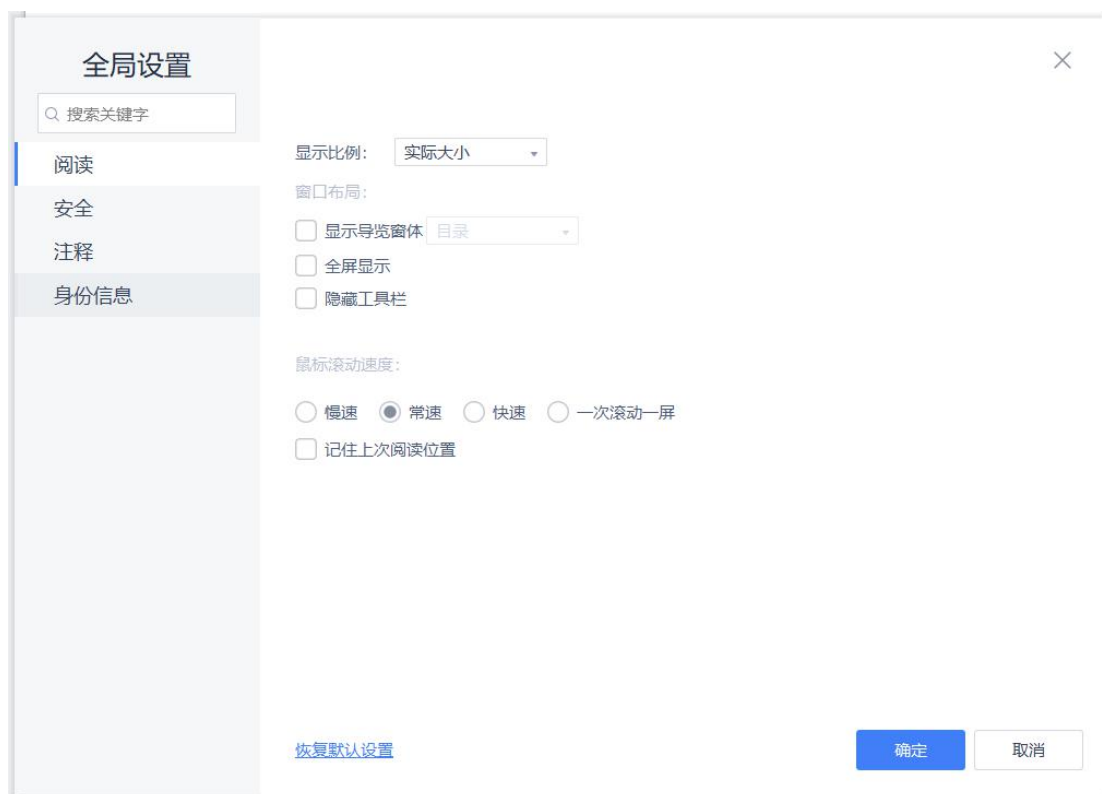 全局设置
搜索关键字
阅读
安全
注释
身份信息
显示比例： 实际大小
窗口布局：
显示导览窗体 目录
全屏显示
隐藏工具栏
鼠标滚动速度：
慢速 常速 快速 一次滚动一屏
记住上次阅读位置
恢复默认设置 确定 取消